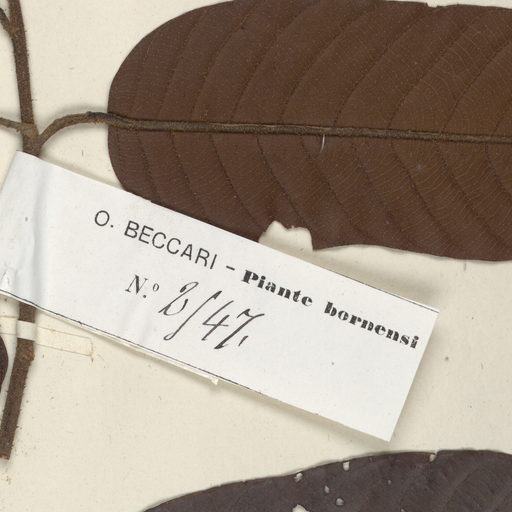 O. BECCARI - Piante bornensi
N.º 2547.